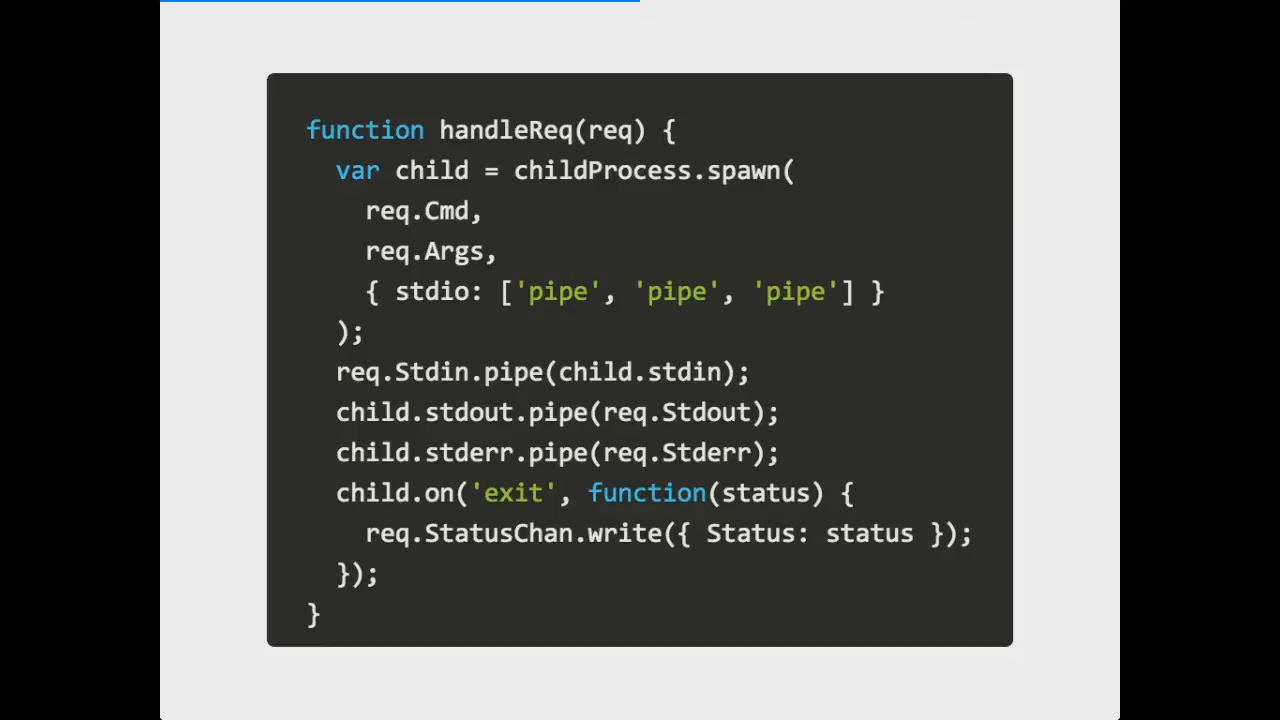 function handleReq(req) {
  var child = childProcess.spawn(
    req.Cmd,
    req.Args,
    { stdio: ['pipe', 'pipe', 'pipe'] }
  );
  req.Stdin.pipe(child.stdin);
  child.stdout.pipe(req.Stdout);
  child.stderr.pipe(req.Stderr);
  child.on('exit', function(status) {
    req.StatusChan.write({ Status: status });
  });
}